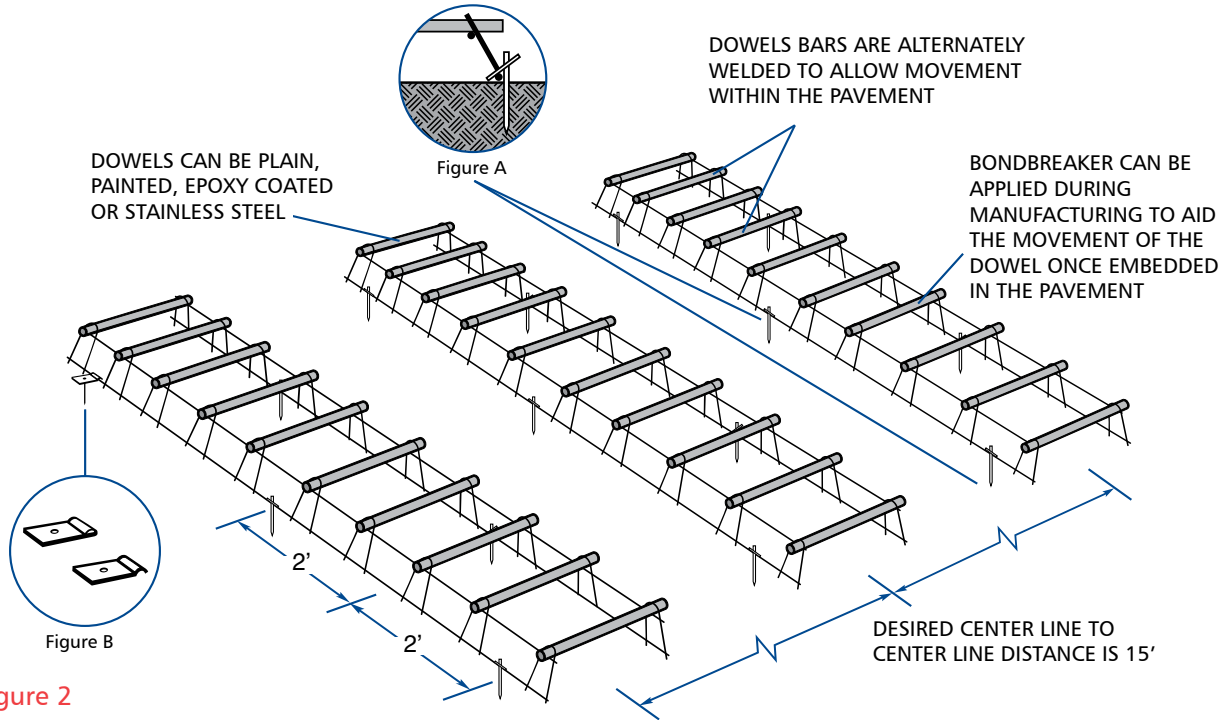 DOWELS BARS ARE ALTERNATELY
WELDED TO ALLOW MOVEMENT
WITHIN THE PAVEMENT
Figure A
DOWELS CAN BE PLAIN,
PAINTED, EPOXY COATED
OR STAINLESS STEEL
BONDBREAKER CAN BE
APPLIED DURING
MANUFACTURING TO AID
THE MOVEMENT OF THE
DOWEL ONCE EMBEDDED
IN THE PAVEMENT
2'
2'
Figure B
DESIRED CENTER LINE TO
CENTER LINE DISTANCE IS 15'
gure 2